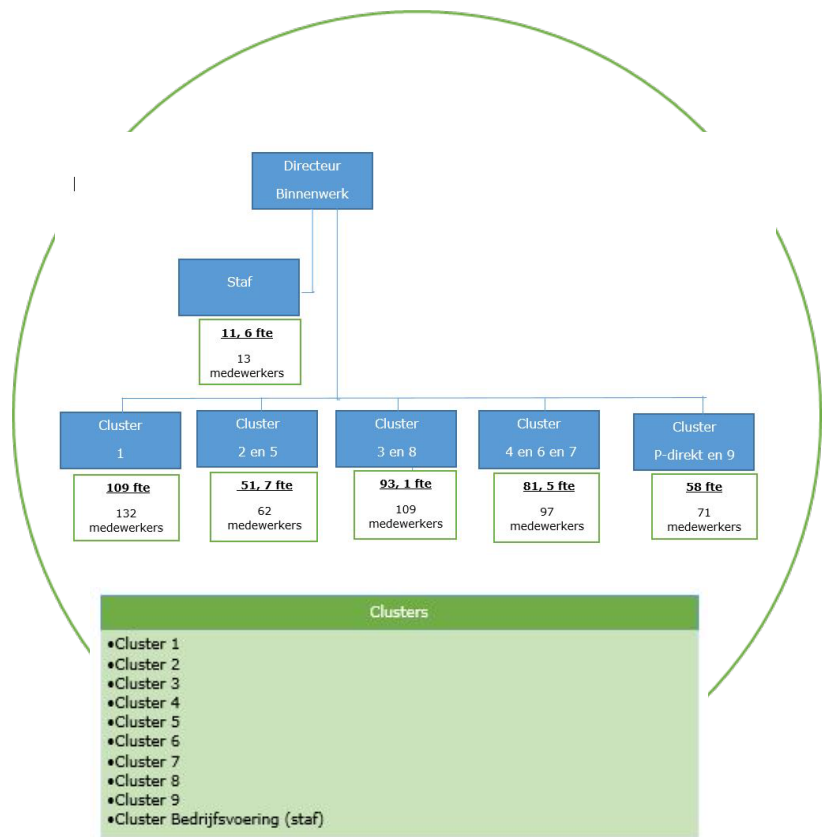 Directeur
Binnenwerk
Staf
11, 6 fte
13
medewerkers
Cluster
1
109 fte
132
medewerkers
Cluster
2 en 5
51, 7 fte
62
medewerkers
Cluster
3 en 8
93, 1 fte
109
medewerkers
Cluster
4 en 6 en 7
81, 5 fte
97
medewerkers
Cluster
P-direkt en 9
58 fte
71
medewerkers
Clusters
•Cluster 1
•Cluster 2
•Cluster 3
•Cluster 4
•Cluster 5
•Cluster 6
•Cluster 7
•Cluster 8
•Cluster 9
•Cluster Bedrijfsvoering (staf)